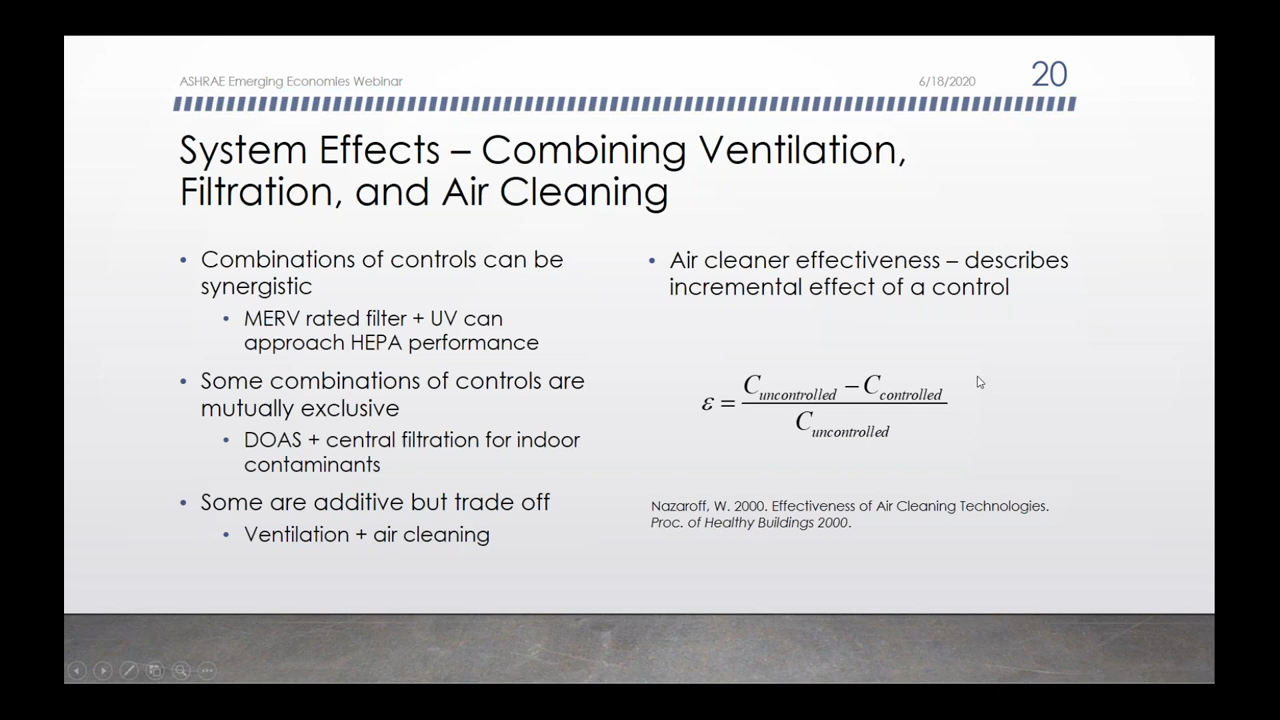 ASHRAE Emerging Economies Webinar
6/18/2020
20
System Effects – Combining Ventilation,
Filtration, and Air Cleaning
• Combinations of controls can be
synergistic
• MERV rated filter + UV can
approach HEPA performance
• Some combinations of controls are
mutually exclusive
• DOAS + central filtration for indoor
contaminants
• Some are additive but trade off
• Ventilation + air cleaning
• Air cleaner effectiveness – describes
incremental effect of a control
ε = (C_uncontrolled − C_controlled) / C_uncontrolled
Nazaroff, W. 2000. Effectiveness of Air Cleaning Technologies.
Proc. of Healthy Buildings 2000.